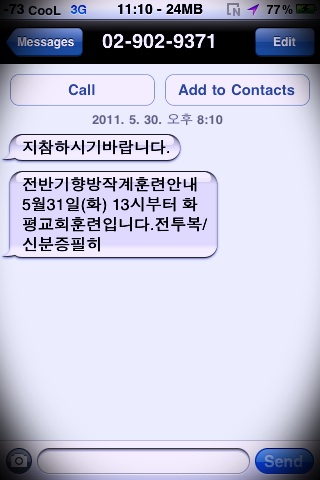 -73 CooL 3G 11:10 - 24MB N 77%
Messages 02-902-9371 Edit
Call Add to Contacts
2011. 5. 30. 오후 8:10
지참하시기바랍니다.
전반기향방작계훈련안내
5월31일(화) 13시부터 화
평교회훈련입니다.전투복/
신분증필히
Send